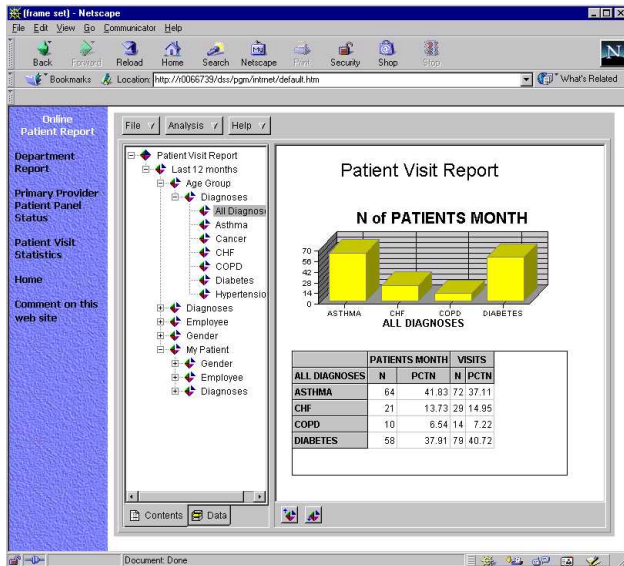 [frame set] - Netscape
File Edit View Go Communicator Help
Back Forward Reload Home Search Netscape Print Security Shop Stop
N
Bookmarks Location: http://r0066739/dss/pgm/intrnet/default.htm What's Related
Online
Patient Report
Department
Report
Primary Provider
Patient Panel
Status
Patient Visit
Statistics
Home
Comment on this
web site
File Analysis Help
Patient Visit Report
Last 12 months
Age Group
Diagnoses
All Diagnose
Asthma
Cancer
CHF
COPD
Diabetes
Hypertensio
Diagnoses
Employee
Gender
My Patient
Gender
Employee
Diagnoses
Contents Data
Patient Visit Report
N of PATIENTS MONTH
70
56
42
28
14
0
ASTHMA CHF COPD DIABETES
ALL DIAGNOSES
PATIENTS MONTH VISITS
ALL DIAGNOSES N PCTN N PCTN
ASTHMA 64 41.83 72 37.11
CHF 21 13.73 29 14.95
COPD 10 6.54 14 7.22
DIABETES 58 37.91 79 40.72
Document: Done